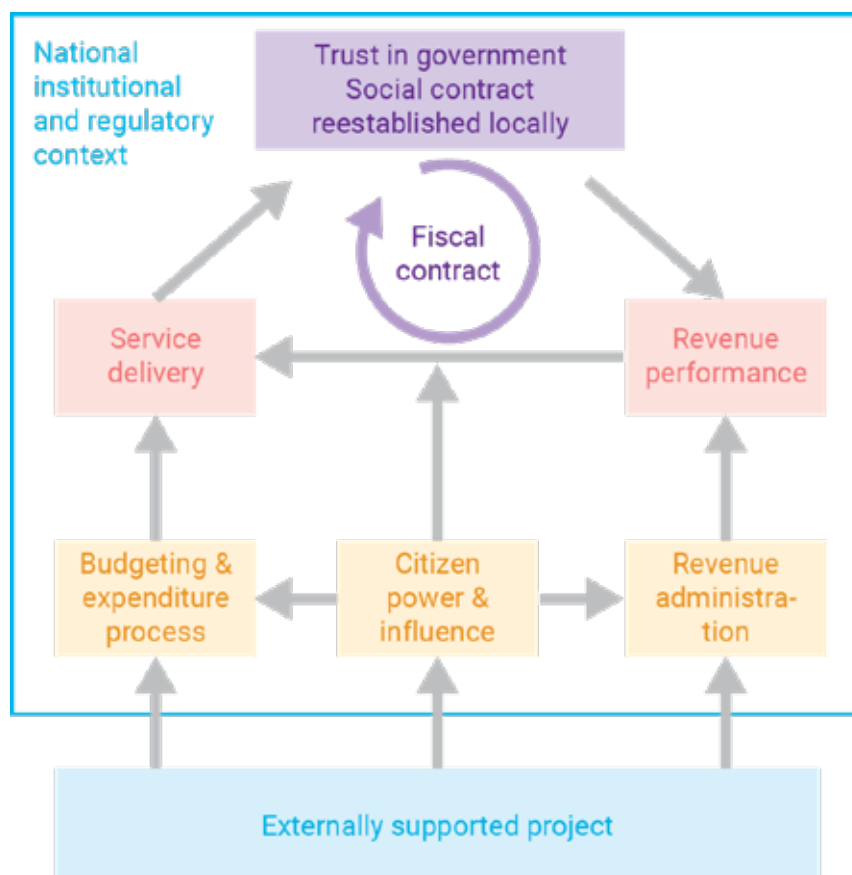 National
institutional
and regulatory
context
Trust in government
Social contract
reestablished locally
Fiscal
contract
Service
delivery
Revenue
performance
Budgeting &
expenditure
process
Citizen
power &
influence
Revenue
administra-
tion
Externally supported project